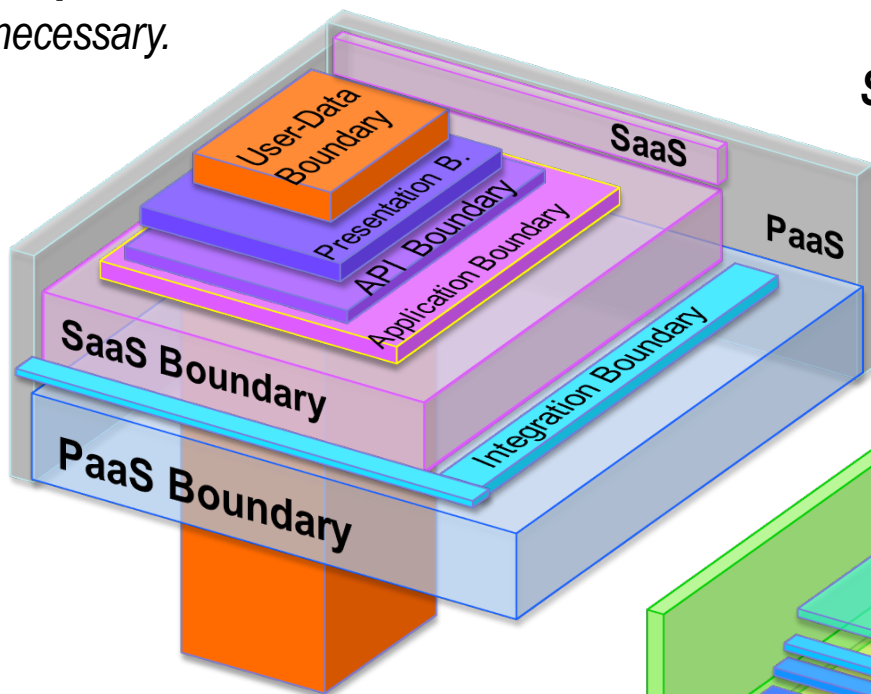 necessary.
S
SaaS
PaaS
User-Data
Boundary
Presentation B.
API Boundary
Application Boundary
SaaS Boundary
Integration Boundary
PaaS Boundary